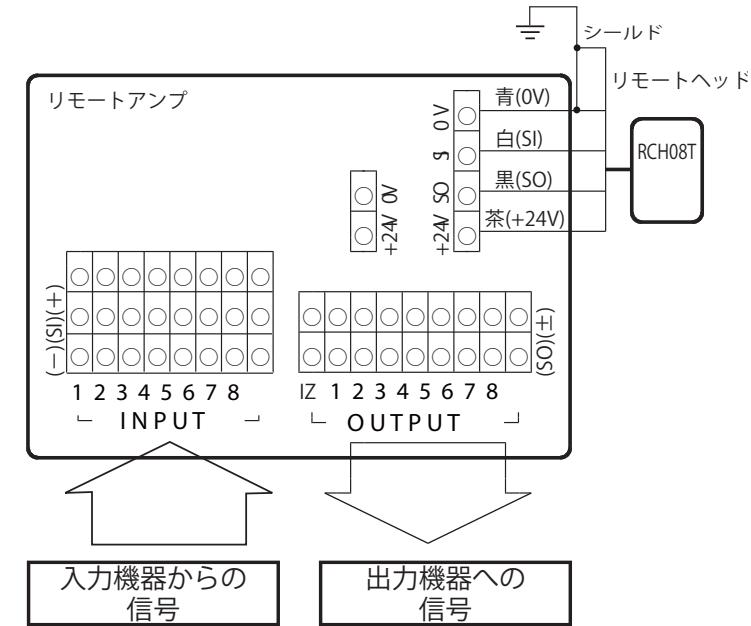 シールド
リモートヘッド
リモートアンプ
青(0V)
白(SI)
黒(SO)
茶(+24V)
RCH08T
0V
SI
SO
+24V
0V
+24V
(+)
(SI)
(−)
1 2 3 4 5 6 7 8
INPUT
(±)
(SO)
IZ 1 2 3 4 5 6 7 8
OUTPUT
入力機器からの
信号
出力機器への
信号